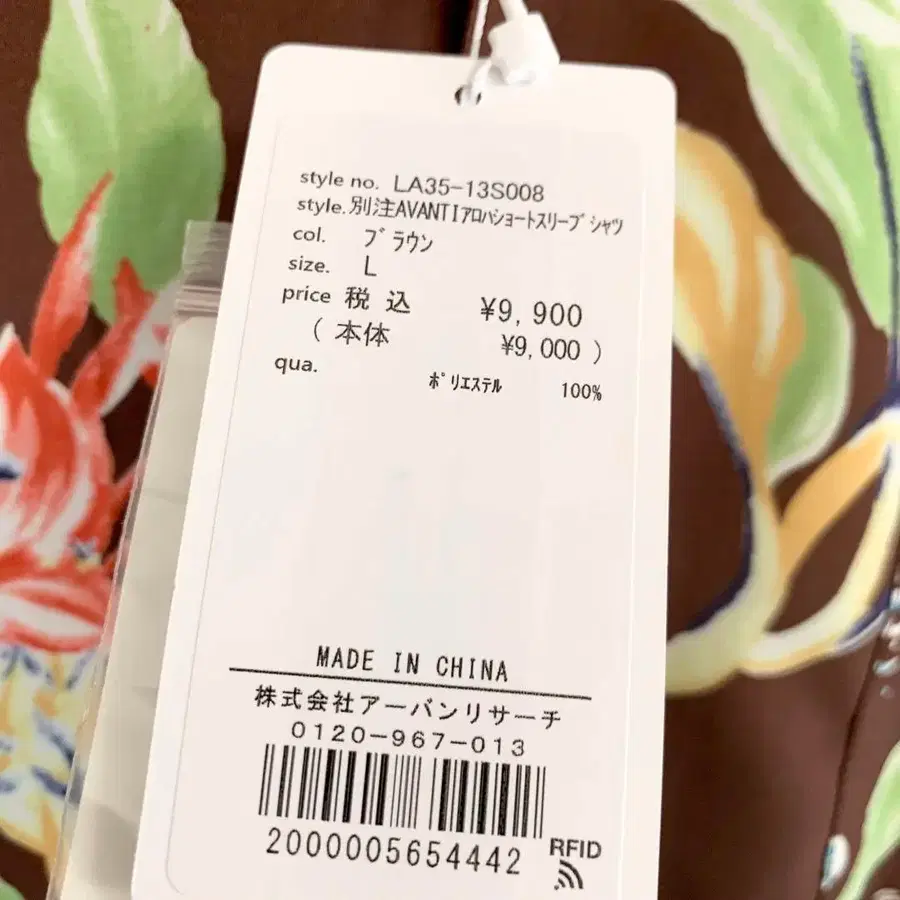 style no. LA35-13S008
style.別注AVANTIｱﾛﾊｼｮｰﾄｽﾘｰﾌﾞｼｬﾂ
col. ﾌﾞﾗｳﾝ
size. L
price 税込 ¥9,900
(本体 ¥9,000)
qua. ﾎﾟﾘｴｽﾃﾙ 100%
MADE IN CHINA
株式会社アーバンリサーチ
0120-967-013
2000005654442
RFID